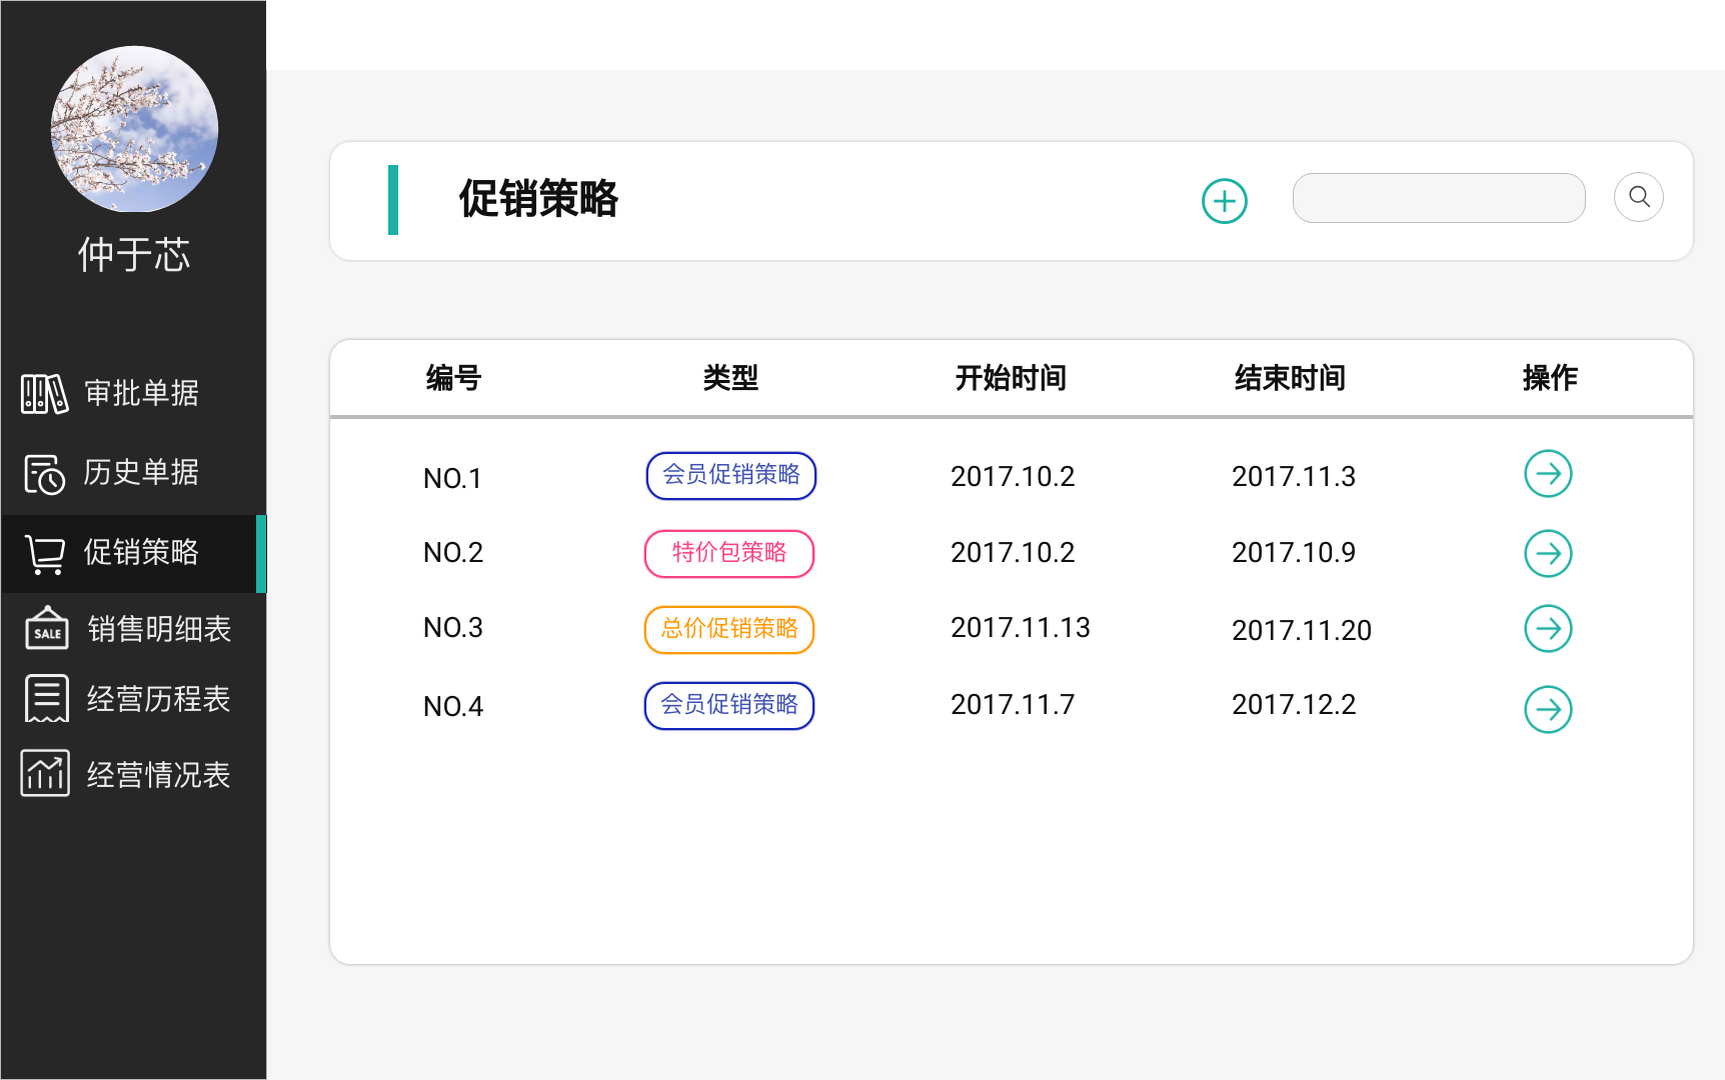 仲于芯
审批单据
历史单据
促销策略
SALE 销售明细表
经营历程表
经营情况表
促销策略
编号 类型 开始时间 结束时间 操作
NO.1 会员促销策略 2017.10.2 2017.11.3
NO.2 特价包策略 2017.10.2 2017.10.9
NO.3 总价促销策略 2017.11.13 2017.11.20
NO.4 会员促销策略 2017.11.7 2017.12.2